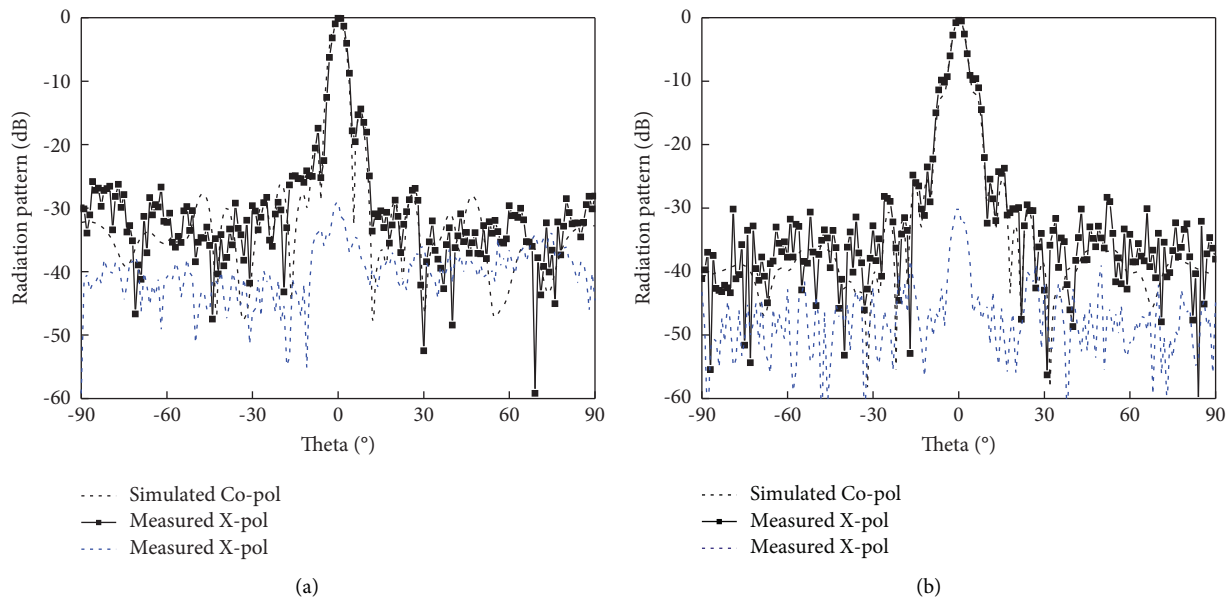 0
-10
-20
-30
-40
-50
-60
Radiation pattern (dB)
-90 -60 -30 0 30 60 90
Theta (°)
Simulated Co-pol
Measured X-pol
Measured X-pol
(a)
0
-10
-20
-30
-40
-50
-60
Radiation pattern (dB)
-90 -60 -30 0 30 60 90
Theta (°)
Simulated Co-pol
Measured X-pol
Measured X-pol
(b)